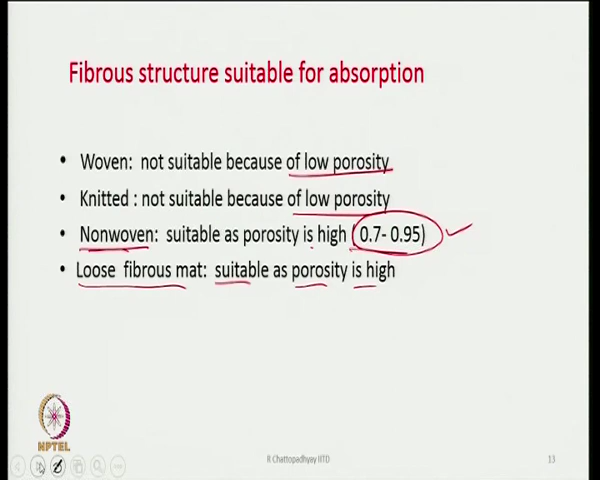 Fibrous structure suitable for absorption
• Woven: not suitable because of low porosity
• Knitted : not suitable because of low porosity
• Nonwoven: suitable as porosity is high (0.7- 0.95)
• Loose fibrous mat: suitable as porosity is high
NPTEL
R Chattopadhyay IITD
13